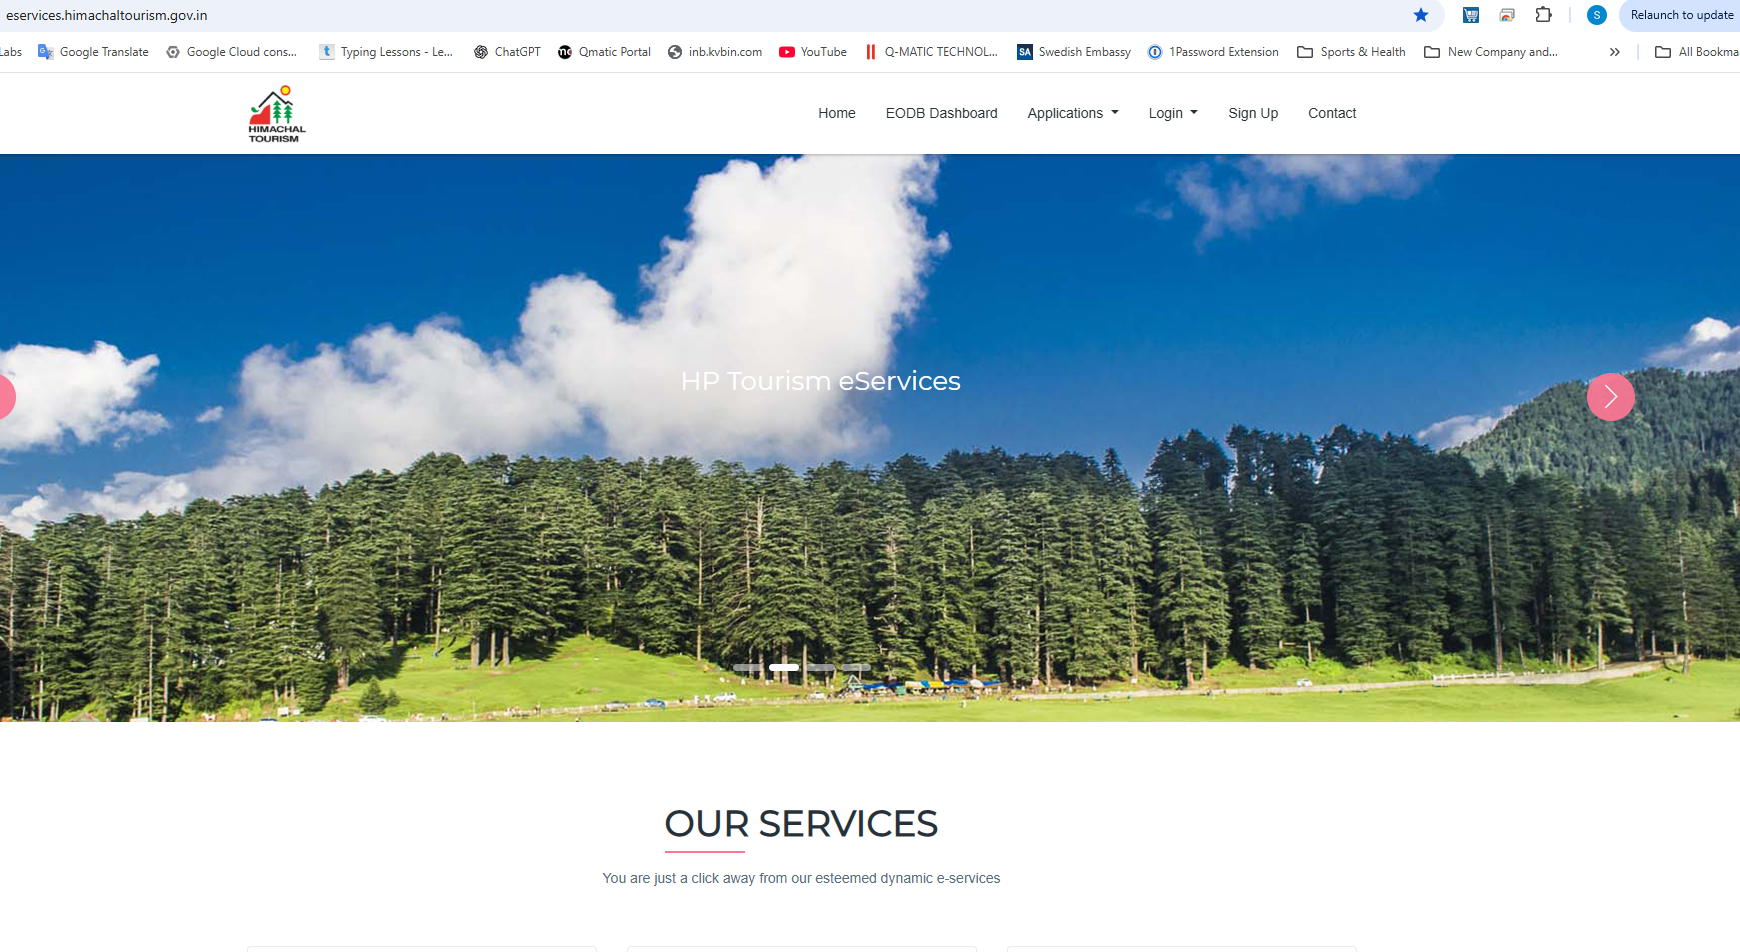 eservices.himachaltourism.gov.in
S
Relaunch to update
Labs
Google Translate
Google Cloud cons...
Typing Lessons - Le...
ChatGPT
Qmatic Portal
inb.kvbin.com
YouTube
Q-MATIC TECHNOL...
SA
Swedish Embassy
1Password Extension
Sports & Health
New Company and...
All Bookma
HIMACHAL
TOURISM
Home
EODB Dashboard
Applications
Login
Sign Up
Contact
HP Tourism eServices
OUR SERVICES
You are just a click away from our esteemed dynamic e-services